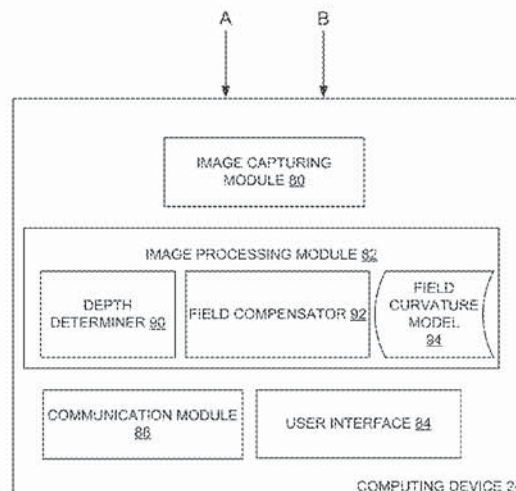 A B
IMAGE CAPTURING
MODULE 80
IMAGE PROCESSING MODULE 82
DEPTH
DETERMINER 90
FIELD COMPENSATOR 92
FIELD
CURVATURE
MODEL
94
COMMUNICATION MODULE
86
USER INTERFACE 84
COMPUTING DEVICE